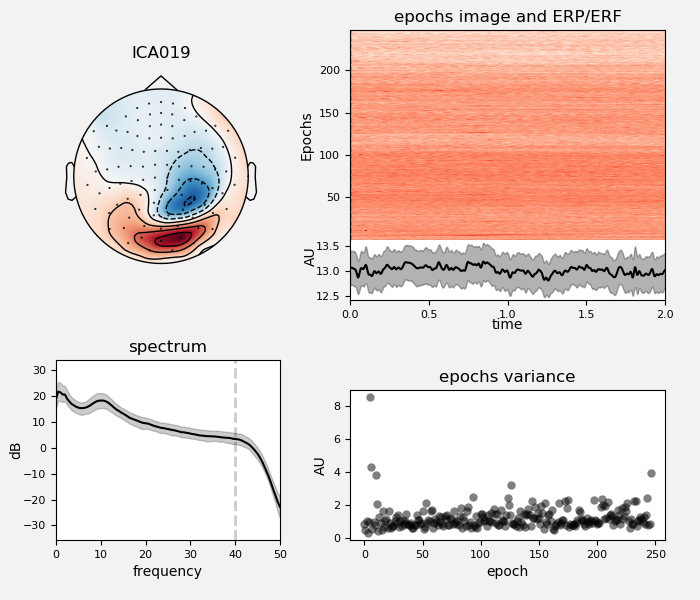 ICA019
epochs image and ERP/ERF
Epochs
200
150
100
50
AU
13.5
13.0
12.5
0.0 0.5 1.0 1.5 2.0
time
spectrum
dB
30
20
10
0
−10
−20
−30
0 10 20 30 40 50
frequency
epochs variance
AU
8
6
4
2
0
0 50 100 150 200 250
epoch